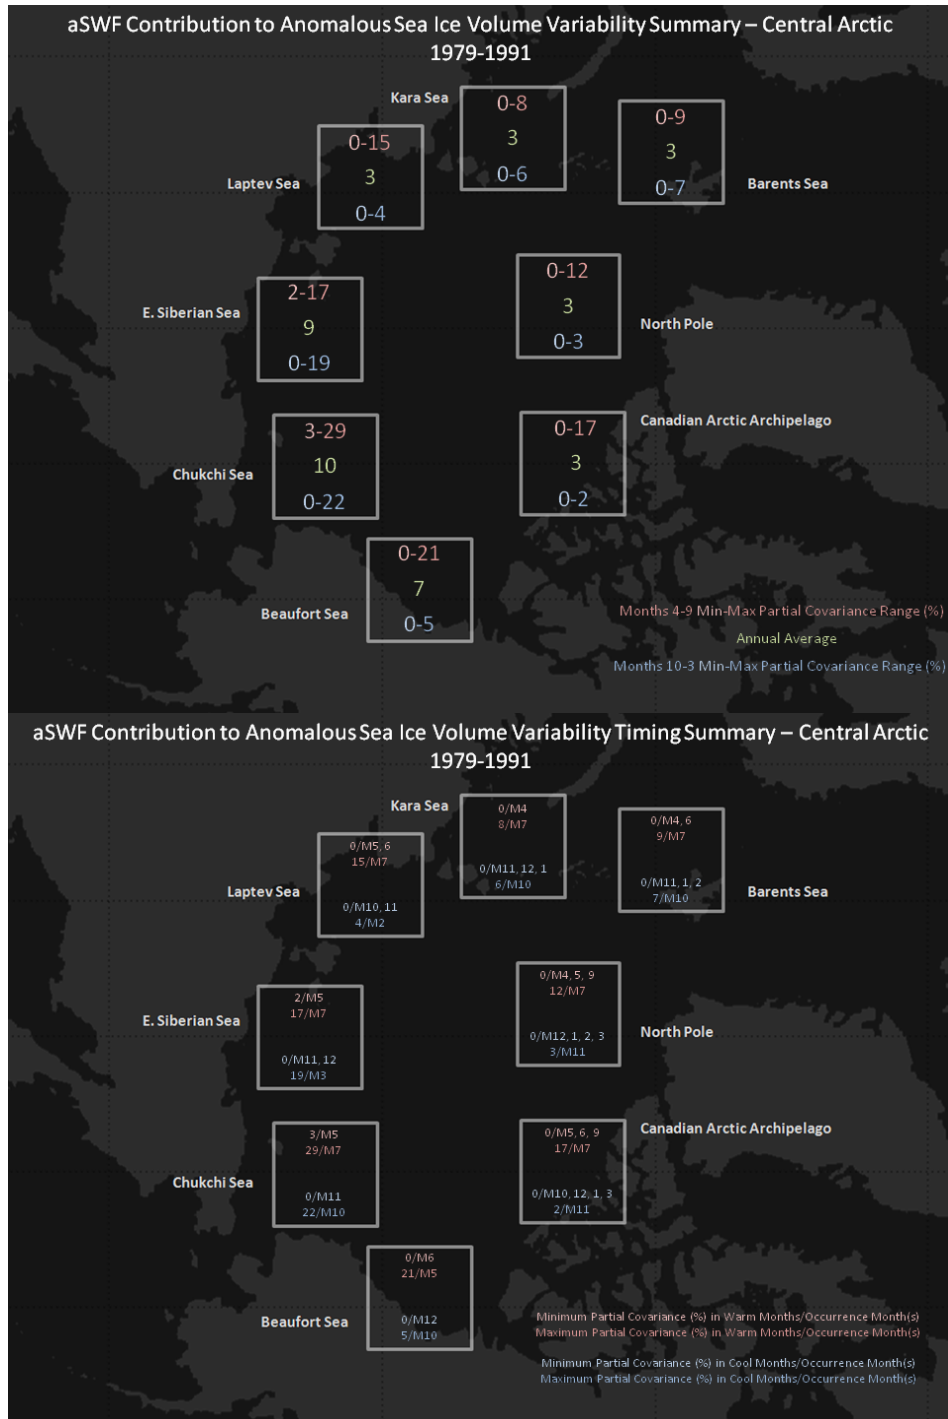 aSWF Contribution to Anomalous Sea Ice Volume Variability Summary – Central Arctic
1979-1991
Kara Sea
0-8
3
0-6
0-9
3
0-7
Barents Sea
Laptev Sea
0-15
3
0-4
E. Siberian Sea
2-17
9
0-19
0-12
3
0-3
North Pole
Chukchi Sea
3-29
10
0-22
0-17
3
0-2
Canadian Arctic Archipelago
Beaufort Sea
0-21
7
0-5
Months 4-9 Min-Max Partial Covariance Range (%)
Annual Average
Months 10-3 Min-Max Partial Covariance Range (%)
aSWF Contribution to Anomalous Sea Ice Volume Variability Timing Summary – Central Arctic
1979-1991
Kara Sea
0/M4
8/M7
0/M11, 12, 1
6/M10
0/M4, 6
9/M7
0/M11, 1, 2
7/M10
Barents Sea
Laptev Sea
0/M5, 6
15/M7
0/M10, 11
4/M2
E. Siberian Sea
2/M5
17/M7
0/M11, 12
19/M3
0/M4, 5, 9
12/M7
0/M12, 1, 2, 3
3/M11
North Pole
Chukchi Sea
3/M5
29/M7
0/M11
22/M10
0/M5, 6, 9
17/M7
0/M10, 12, 1, 3
2/M11
Canadian Arctic Archipelago
Beaufort Sea
0/M6
21/M5
0/M12
5/M10
Minimum Partial Covariance (%) in Warm Months/Occurrence Month(s)
Maximum Partial Covariance (%) in Warm Months/Occurrence Month(s)
Minimum Partial Covariance (%) in Cool Months/Occurrence Month(s)
Maximum Partial Covariance (%) in Cool Months/Occurrence Month(s)